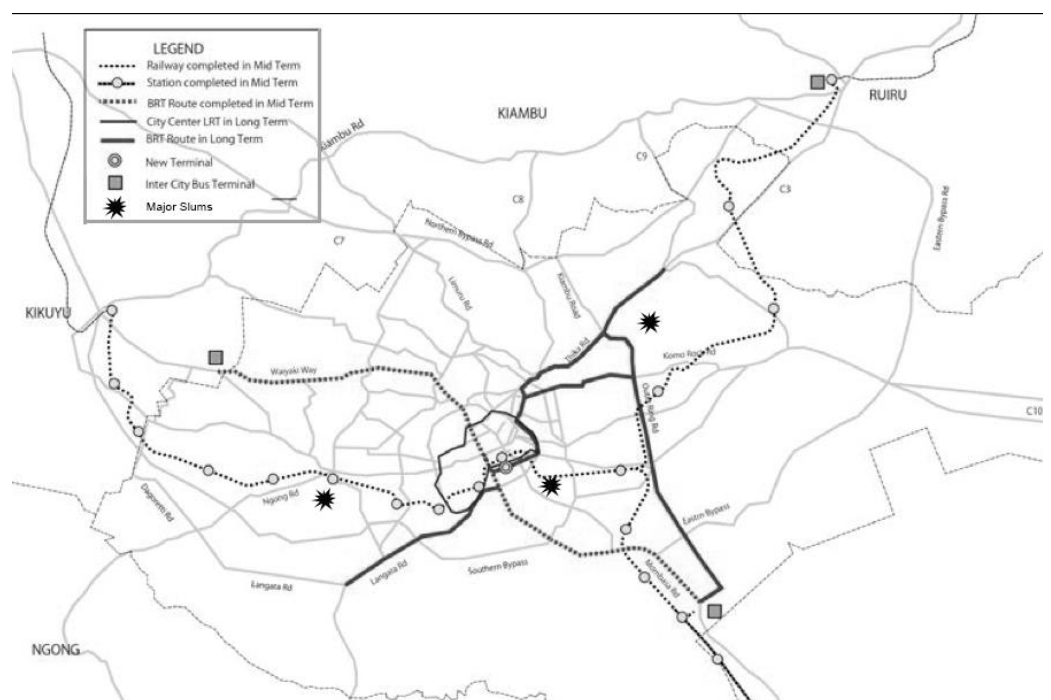 LEGEND
Railway completed in Mid Term
Station completed in Mid Term
BRT Route completed in Mid Term
City Center LRT in Long Term
BRT Route in Long Term
New Terminal
Inter City Bus Terminal
Major Slums
RUIRU
KIAMBU
Kiambu Rd
C9
C3
C8
Eastern Bypass Rd
Northern Bypass Rd
C7
Limuru Rd
Kiambu Road
KIKUYU
Thika Rd
Komo Rock Rd
Waiyaki Way
Outer Ring Rd
C10
Ngong Rd
Dagoretti Rd
Eastrn Bypass
Langata Rd
Southern Bypass
Mombasa Rd
Langata Rd
NGONG